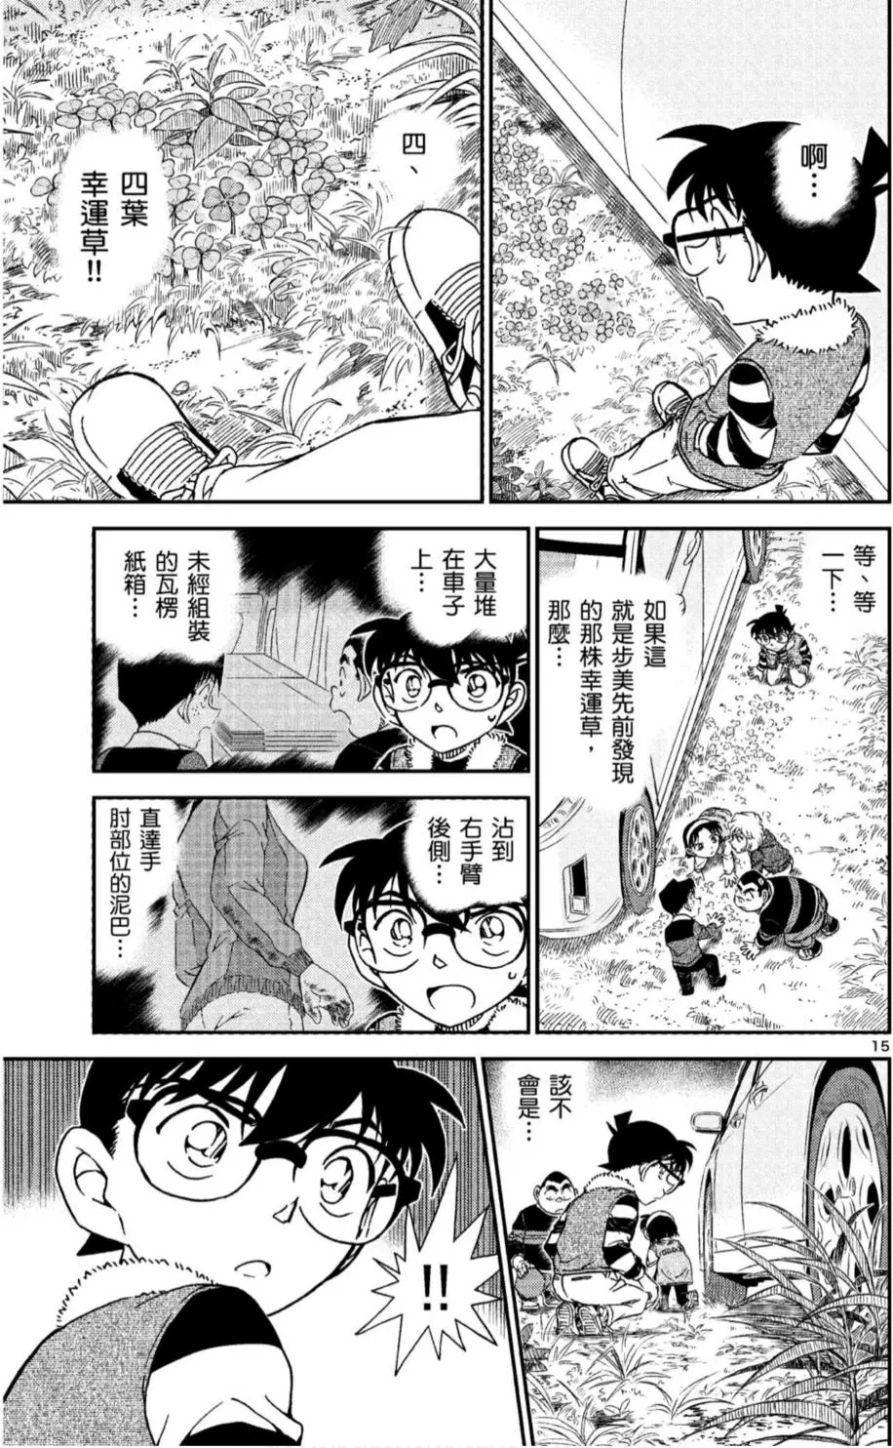 啊…
四、
四葉
幸運草!!
等、等
一下…
如果這
就是步美先前發現
的那株幸運草，
那麼…
大量堆
在車子
上…
未經組裝
的瓦楞
紙箱…
沾到
右手臂
後側…
直達手
肘部位的泥巴…
15
該不
會是…
!!